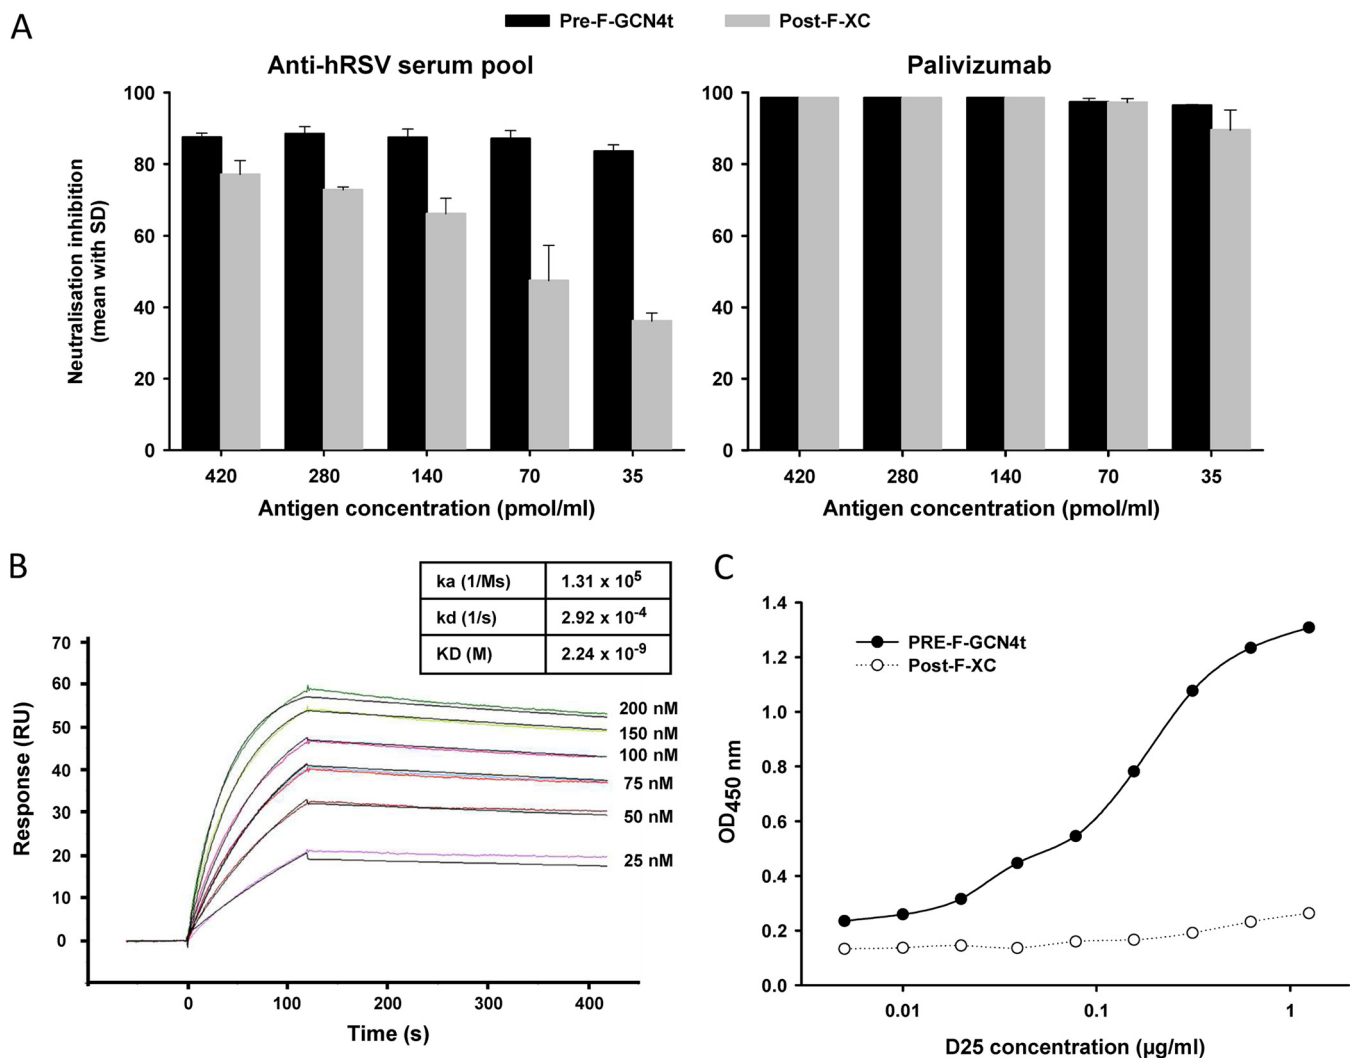 A
Pre-F-GCN4t
Post-F-XC
Anti-hRSV serum pool
Palivizumab
Neutralisation inhibition
(mean with SD)
100
80
60
40
20
0
420 280 140 70 35
Antigen concentration (pmol/ml)
100
80
60
40
20
0
420 280 140 70 35
Antigen concentration (pmol/ml)
B
ka (1/Ms) 1.31 x 10⁵
kd (1/s) 2.92 x 10⁻⁴
KD (M) 2.24 x 10⁻⁹
Response (RU)
70
60
50
40
30
20
10
0
200 nM
150 nM
100 nM
75 nM
50 nM
25 nM
0 100 200 300 400
Time (s)
C
PRE-F-GCN4t
Post-F-XC
OD450 nm
1.4
1.2
1.0
0.8
0.6
0.4
0.2
0.0
0.01 0.1 1
D25 concentration (µg/ml)